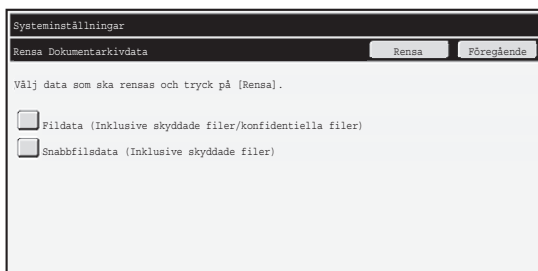 Systeminställningar
Rensa Dokumentarkivdata Rensa Föregående
Välj data som ska rensas och tryck på [Rensa].
Fildata (Inklusive skyddade filer/konfidentiella filer)
Snabbfilsdata (Inklusive skyddade filer)